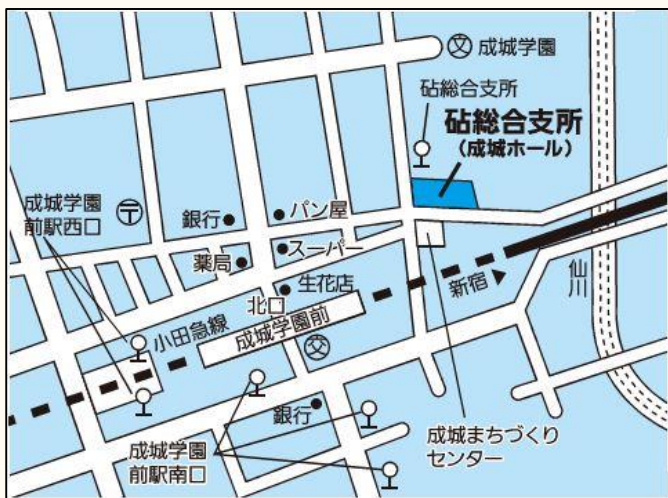 成城学園
砧総合支所
砧総合支所
(成城ホール)
成城学園
前駅西口
銀行
パン屋
スーパー
薬局
生花店
北口
新宿
仙川
小田急線
成城学園前
銀行
成城まちづくり
センター
成城学園
前駅南口